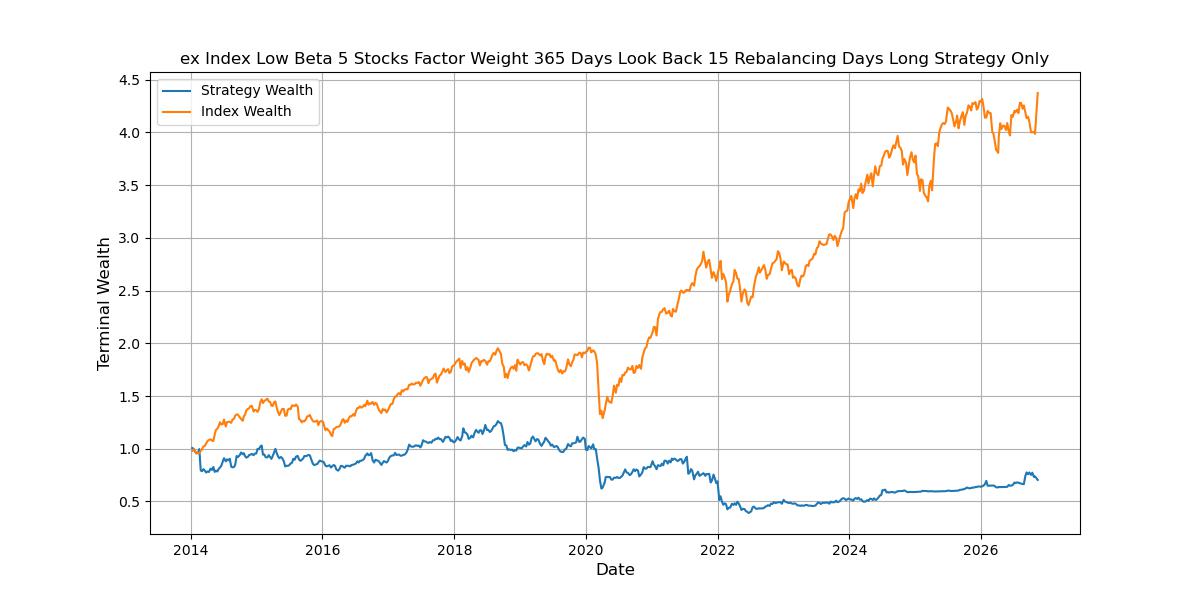 ex Index Low Beta 5 Stocks Factor Weight 365 Days Look Back 15 Rebalancing Days Long Strategy Only
Strategy Wealth
Index Wealth
Terminal Wealth
4.5
4.0
3.5
3.0
2.5
2.0
1.5
1.0
0.5
2014 2016 2018 2020 2022 2024 2026
Date